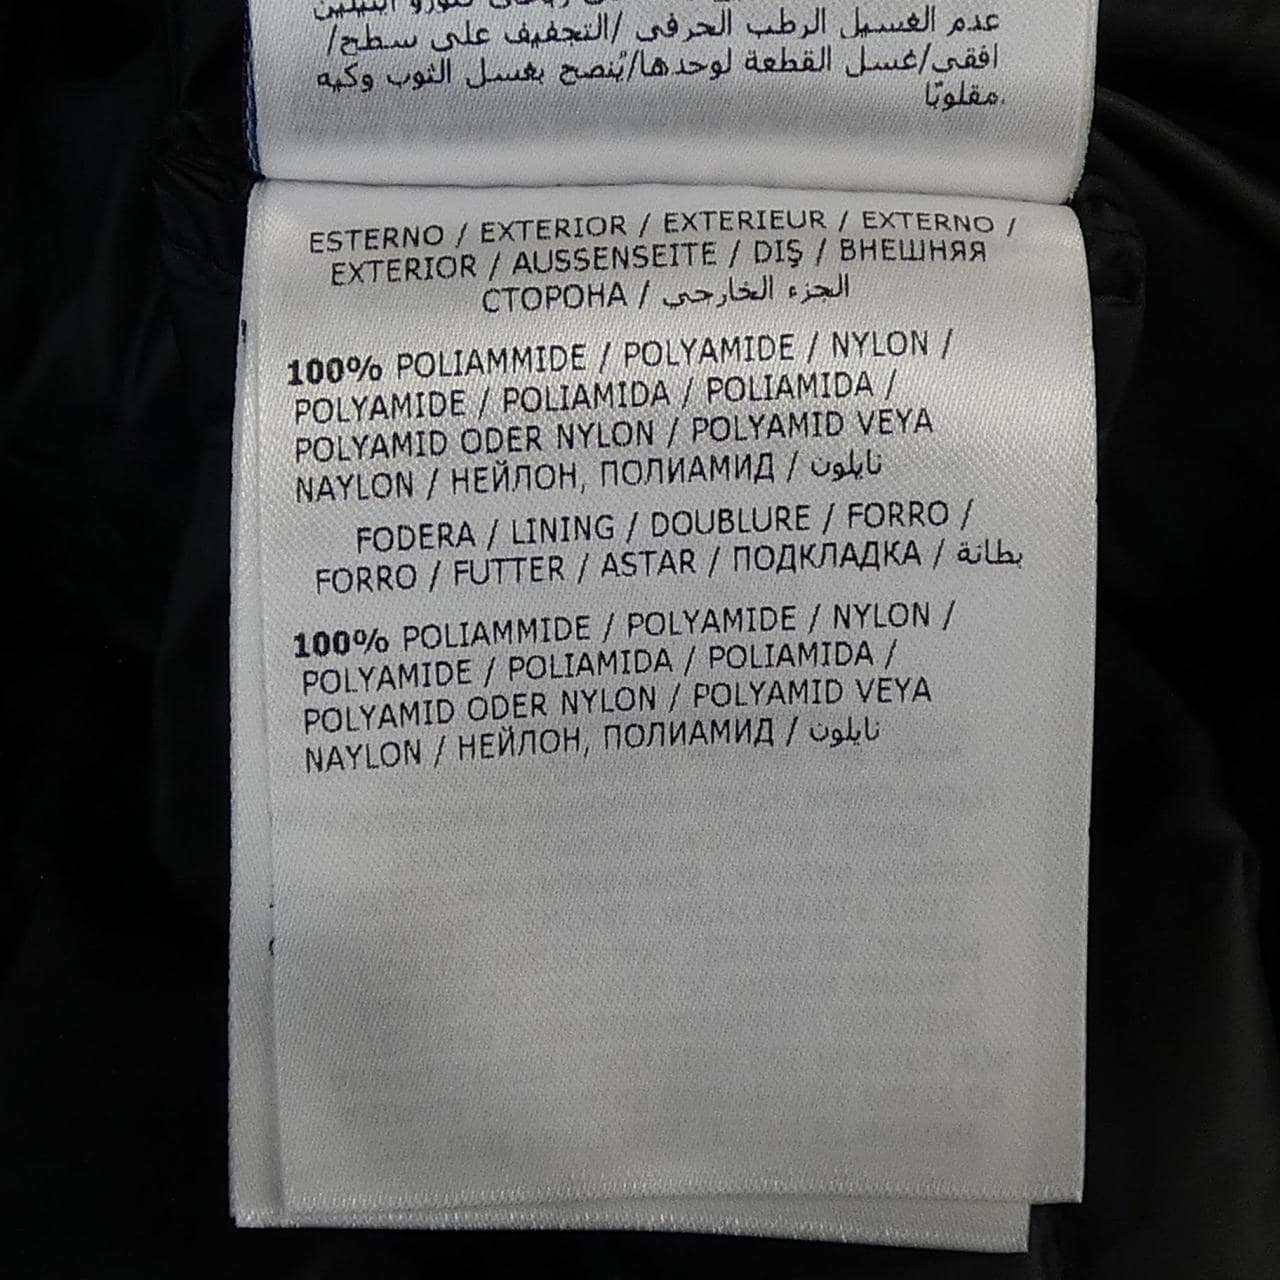 عدم الغسيل الرطب الحرفي /التجفيف على سطح/
افقي/غسل القطعة لوحدها/يُنصح بغسل الثوب وكيه
مقلوبًا.
ESTERNO / EXTERIOR / EXTERIEUR / EXTERNO /
EXTERIOR / AUSSENSEITE / DIŞ / ВНЕШНЯЯ
СТОРОНА / الجزء الخارجي
100% POLIAMMIDE / POLYAMIDE / NYLON /
POLYAMIDE / POLIAMIDA / POLIAMIDA /
POLYAMID ODER NYLON / POLYAMID VEYA
NAYLON / НЕЙЛОН, ПОЛИАМИД / نايلون
FODERA / LINING / DOUBLURE / FORRO /
FORRO / FUTTER / ASTAR / ПОДКЛАДКА / بطانة
100% POLIAMMIDE / POLYAMIDE / NYLON /
POLYAMIDE / POLIAMIDA / POLIAMIDA /
POLYAMID ODER NYLON / POLYAMID VEYA
NAYLON / НЕЙЛОН, ПОЛИАМИД / نايلون